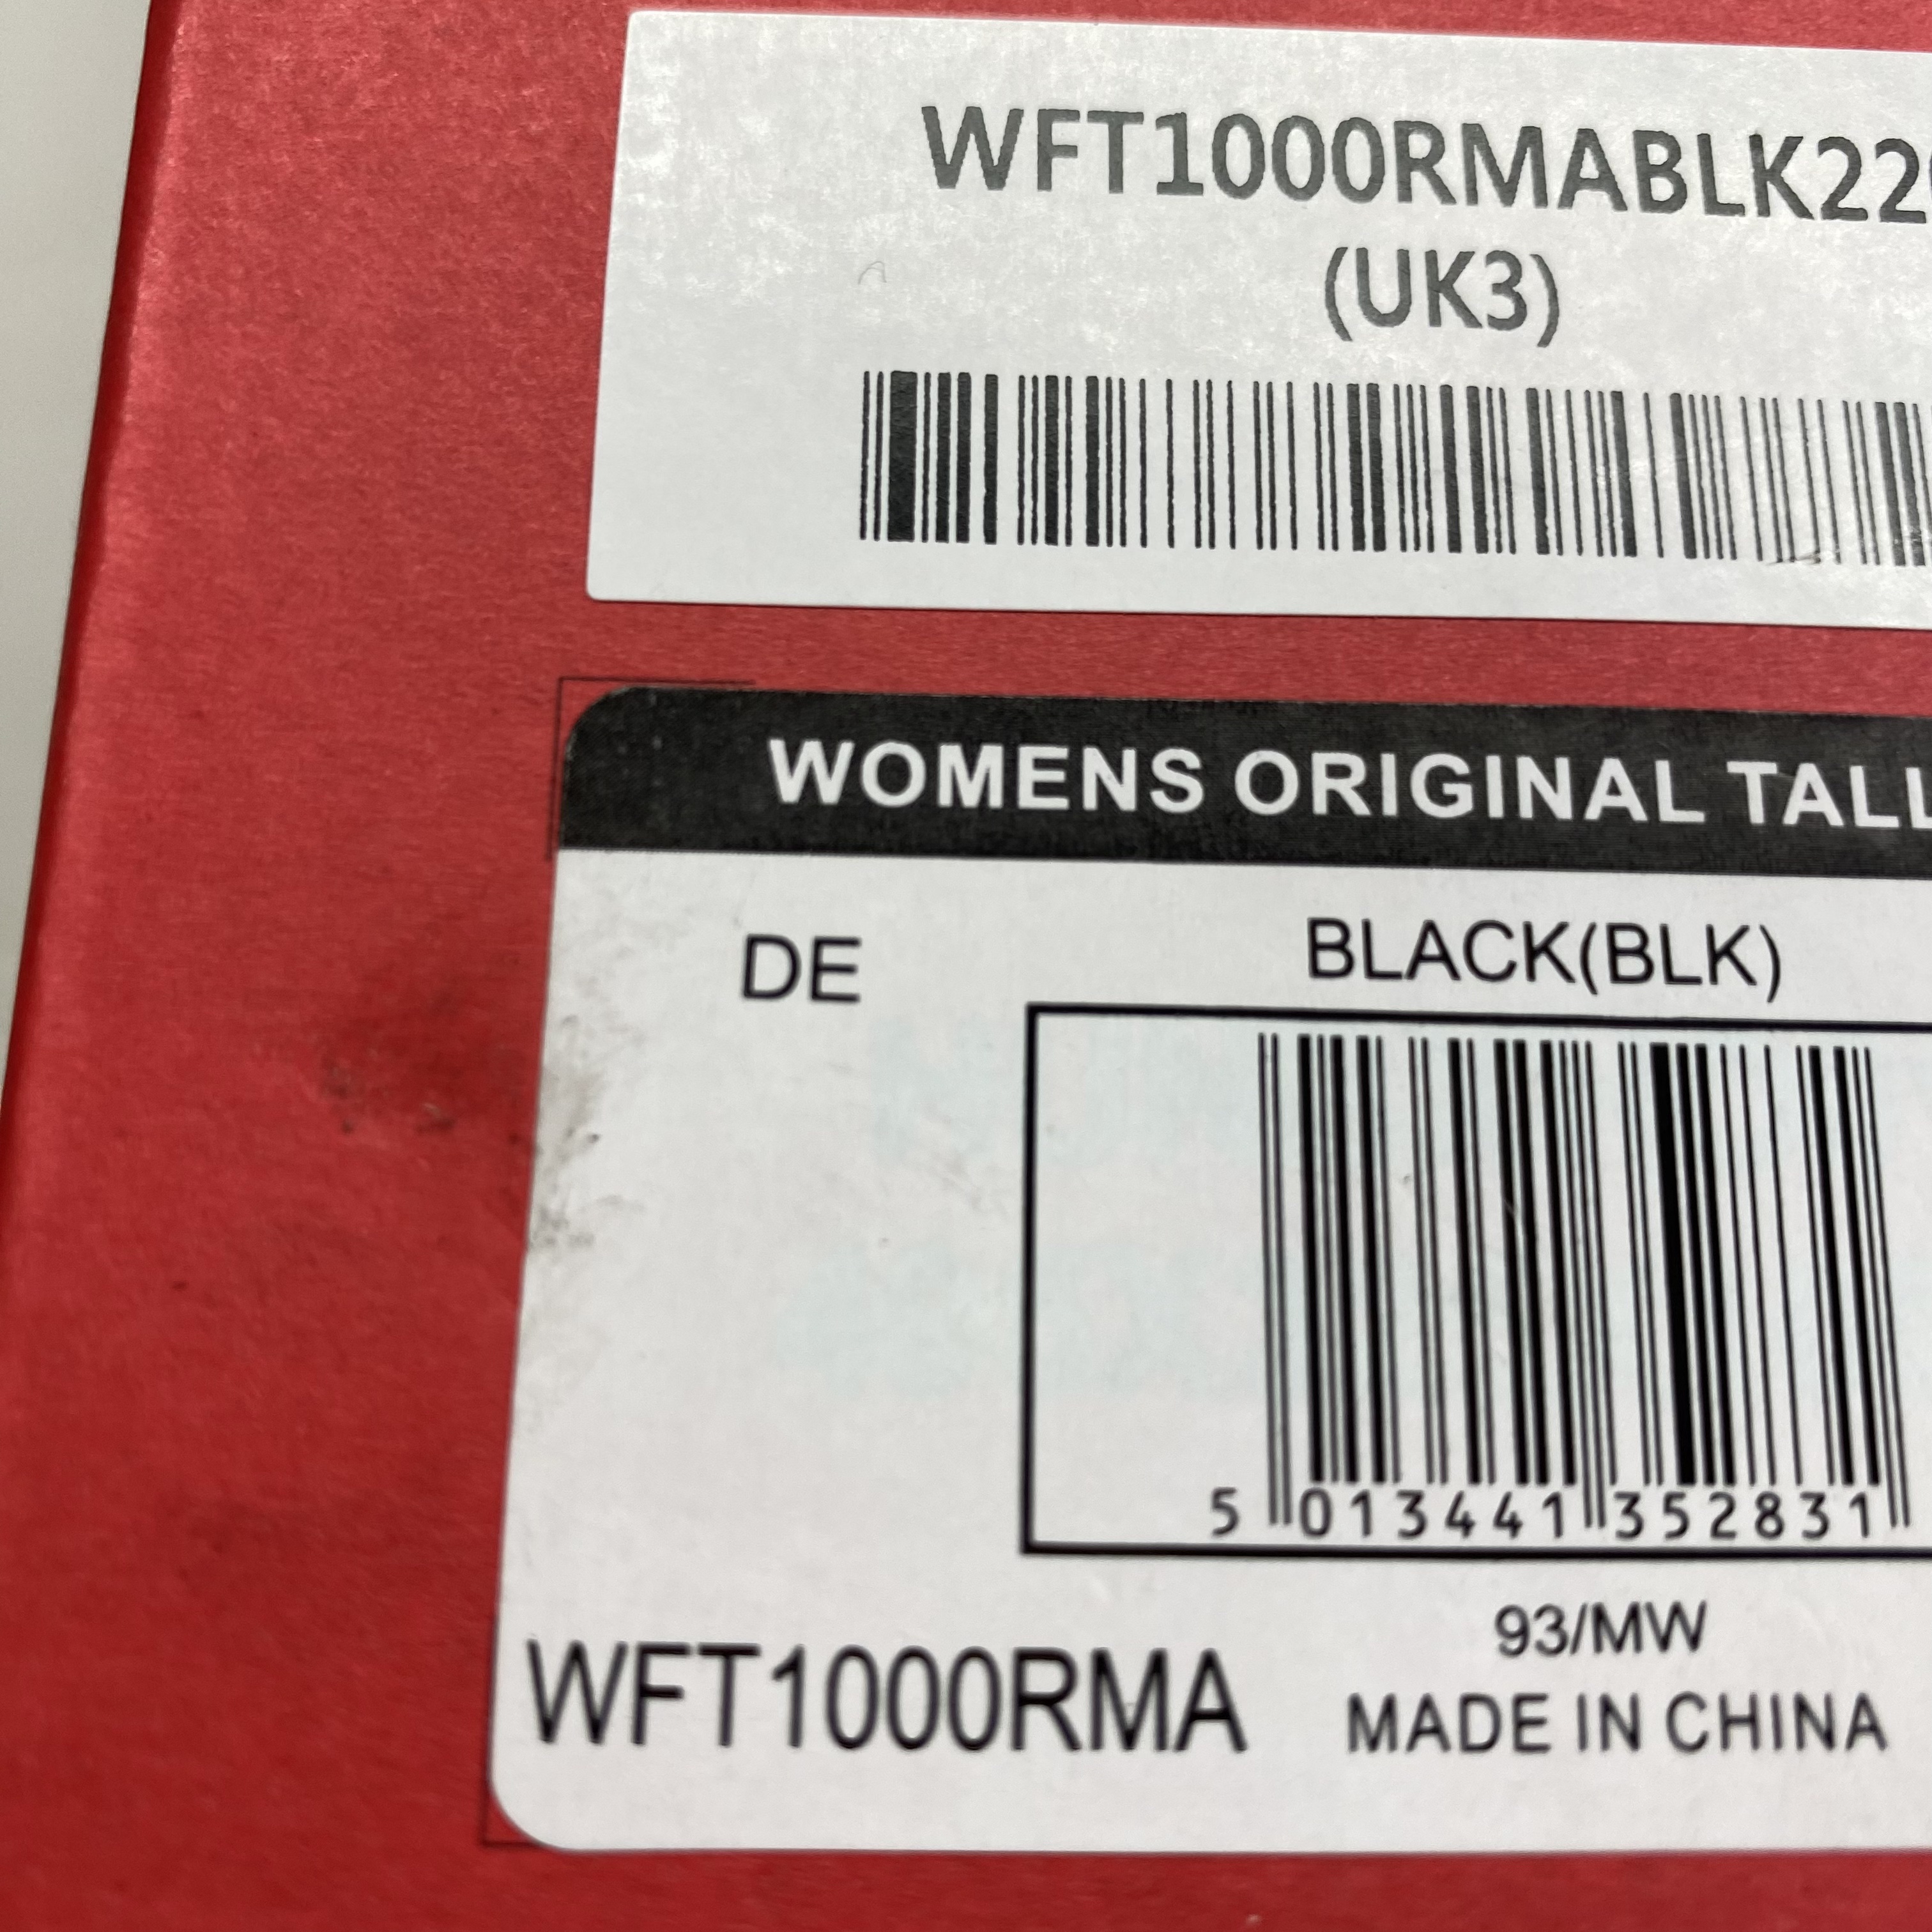 WFT1000RMABLK22
(UK3)
WOMENS ORIGINAL TALL
DE
BLACK(BLK)
5 013441 352831
93/MW
WFT1000RMA
MADE IN CHINA